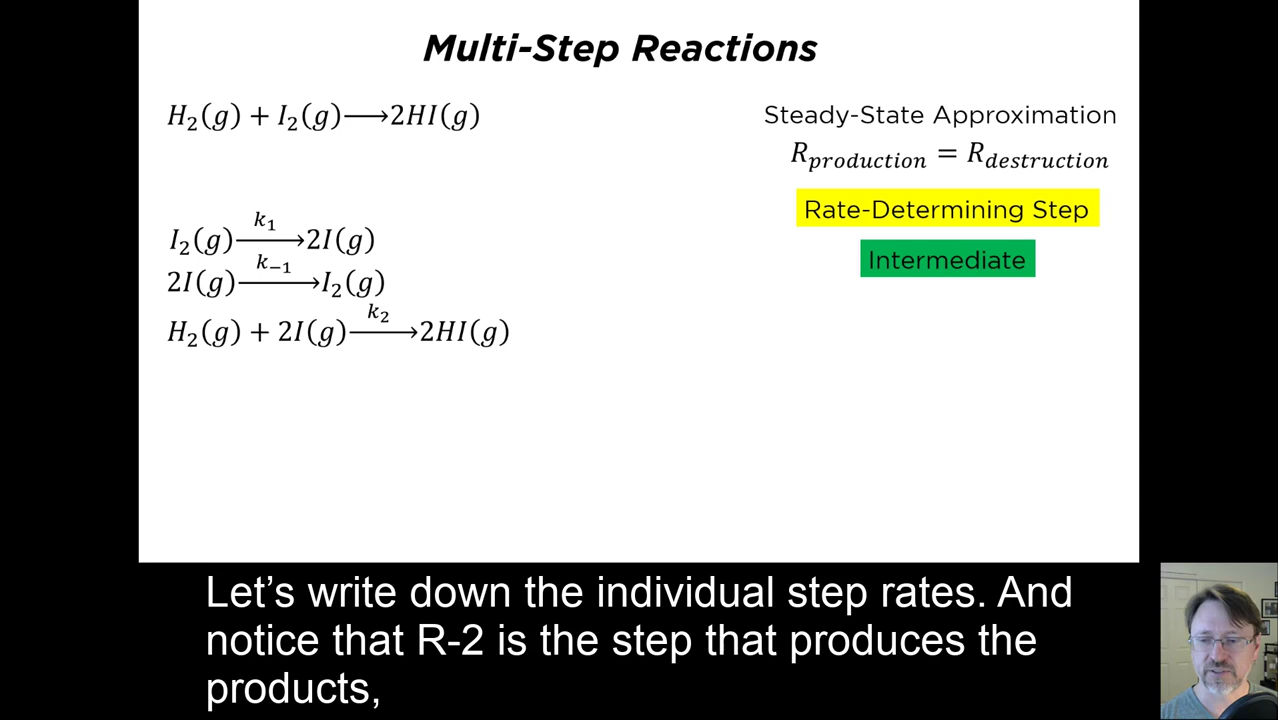 Multi-Step Reactions
H₂(g) + I₂(g) ⟶ 2HI(g)
Steady-State Approximation
R_production = R_destruction
Rate-Determining Step
Intermediate
k₁
I₂(g) ⟶ 2I(g)
k₋₁
2I(g) ⟶ I₂(g)
k₂
H₂(g) + 2I(g) ⟶ 2HI(g)
Let’s write down the individual step rates. And
notice that R-2 is the step that produces the
products,